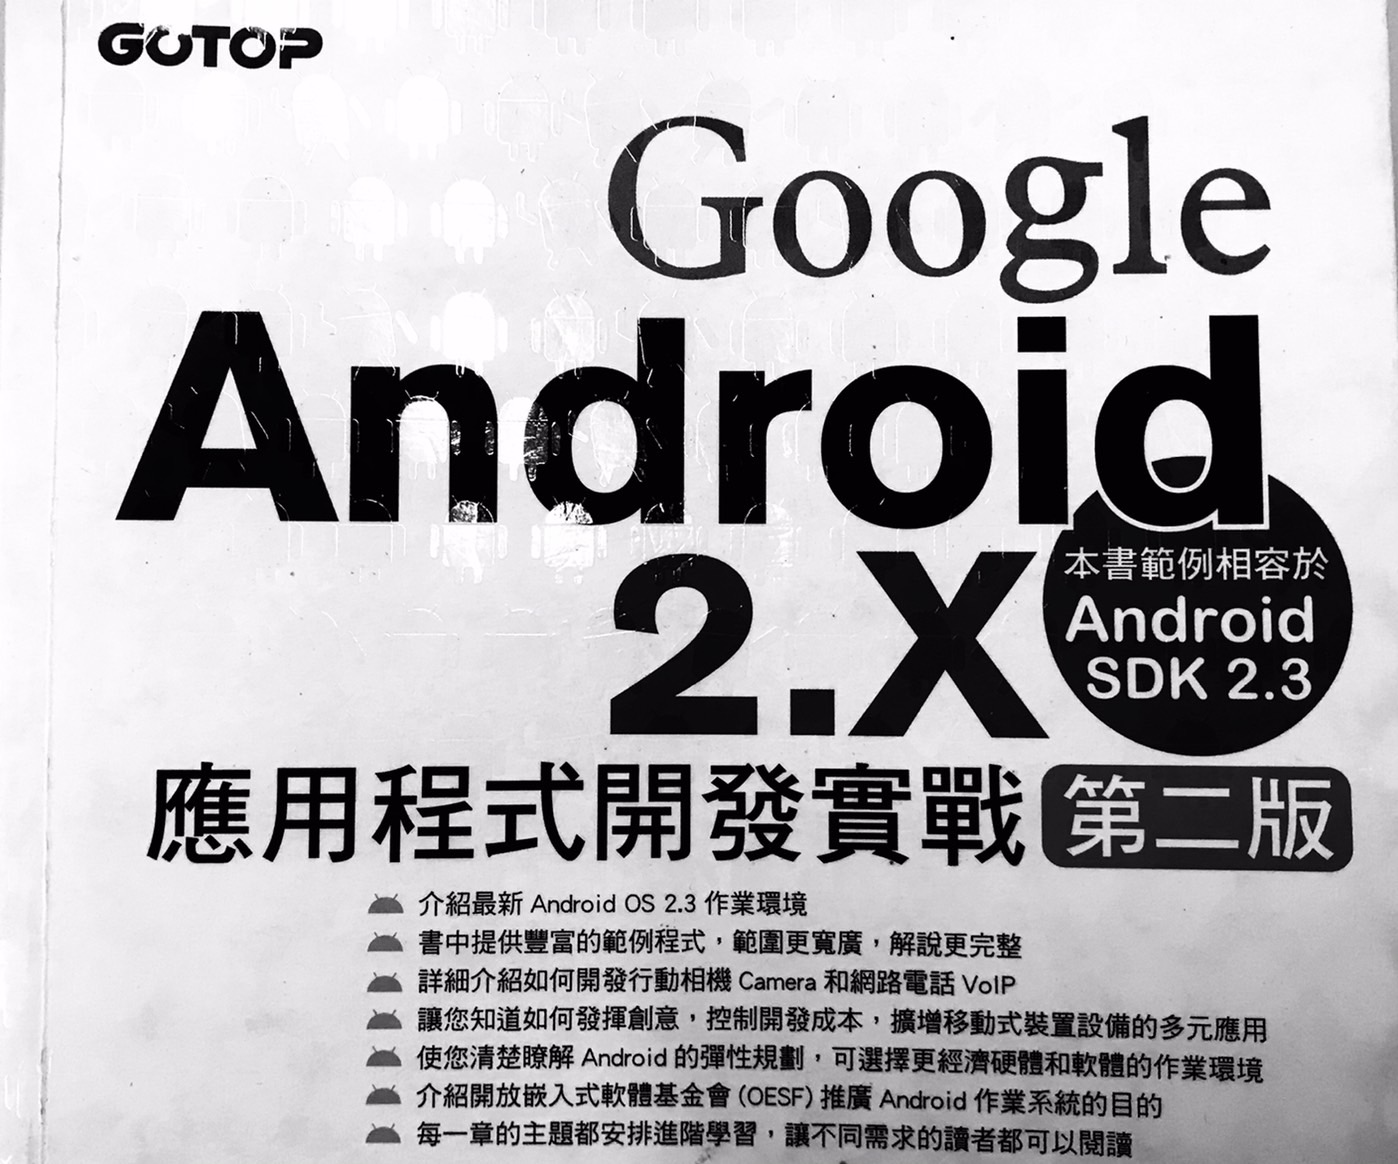 GOTOP
Google
Android
2.X
本書範例相容於
Android
SDK 2.3
應用程式開發實戰 第二版
介紹最新 Android OS 2.3 作業環境
書中提供豐富的範例程式，範圍更寬廣，解說更完整
詳細介紹如何開發行動相機 Camera 和網路電話 VoIP
讓您知道如何發揮創意，控制開發成本，擴增移動式裝置設備的多元應用
使您清楚瞭解 Android 的彈性規劃，可選擇更經濟硬體和軟體的作業環境
介紹開放嵌入式軟體基金會 (OESF) 推廣 Android 作業系統的目的
每一章的主題都安排進階學習，讓不同需求的讀者都可以閱讀